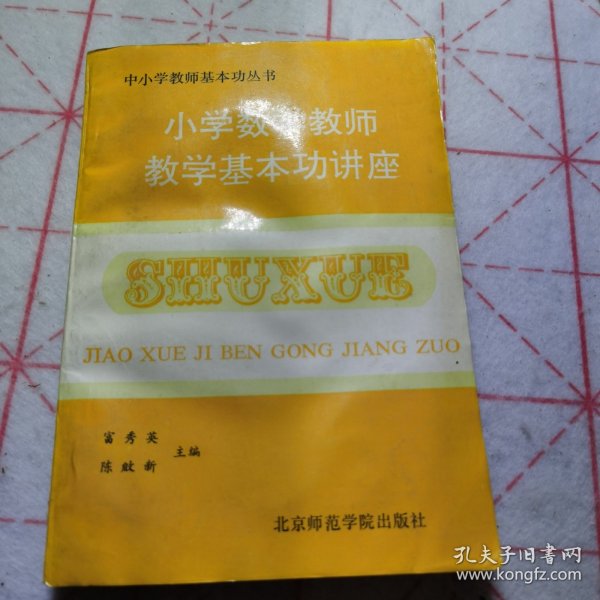 中小学教师基本功丛书
小学数学教师
教学基本功讲座
SHUXUE
JIAO XUE JI BEN GONG JIANG ZUO
富秀英
陈敃新
主编
北京师范学院出版社
孔夫子旧书网
www.kongfz.com